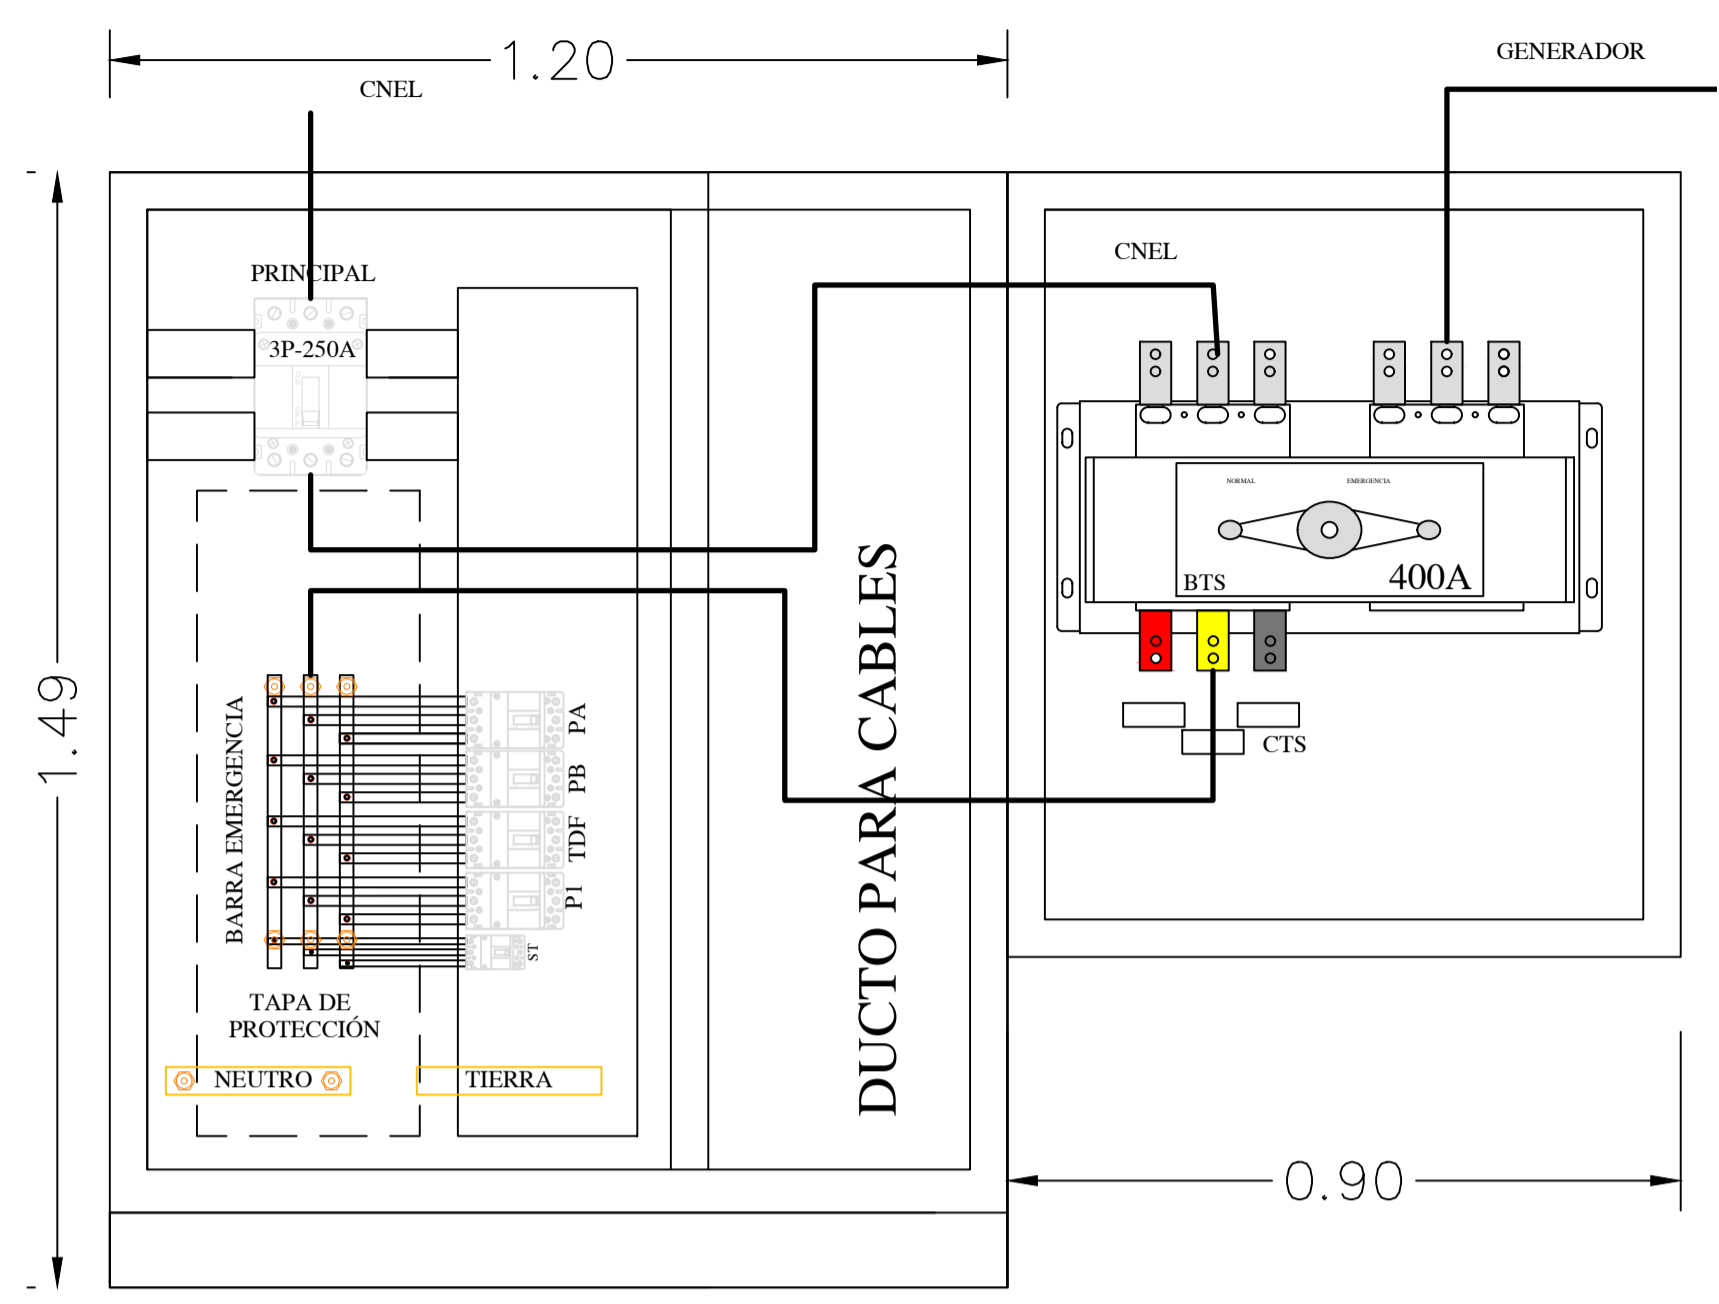 1.20
GENERADOR
CNEL
CNEL
PRINCIPAL
3P-250A
NORMAL
EMERGENCIA
BTS
400A
1.49
BARRA EMERGENCIA
PA
PB
TDF
P1
ST
DUCTO PARA CABLES
CTS
TAPA DE
PROTECCIÓN
NEUTRO
TIERRA
0.90